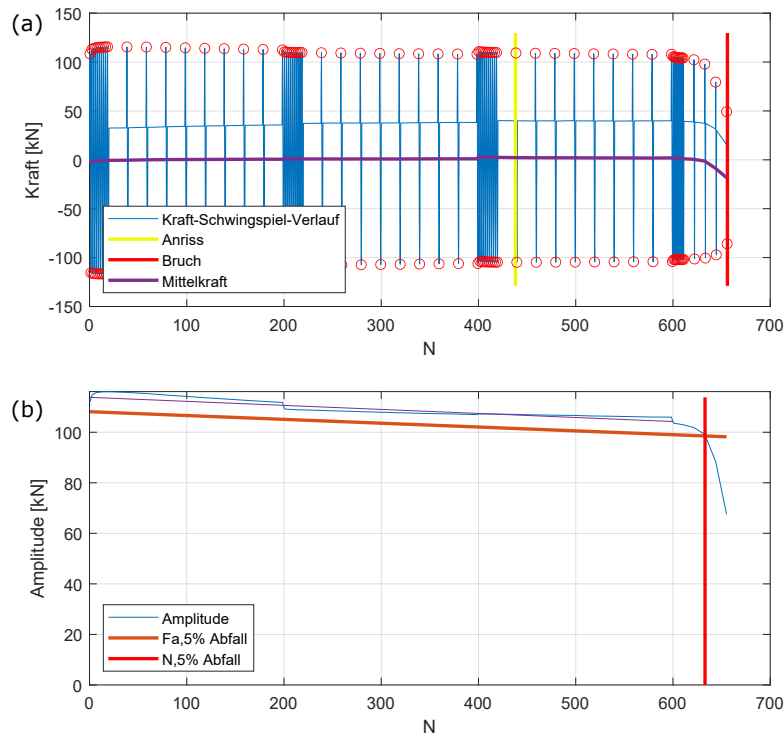 (a)
150
100
50
0
-50
-100
-150
Kraft [kN]
Kraft-Schwingspiel-Verlauf
Anriss
Bruch
Mittelkraft
0 100 200 300 400 500 600 700
N
(b)
100
80
60
40
20
0
Amplitude [kN]
Amplitude
Fa,5% Abfall
N,5% Abfall
0 100 200 300 400 500 600 700
N